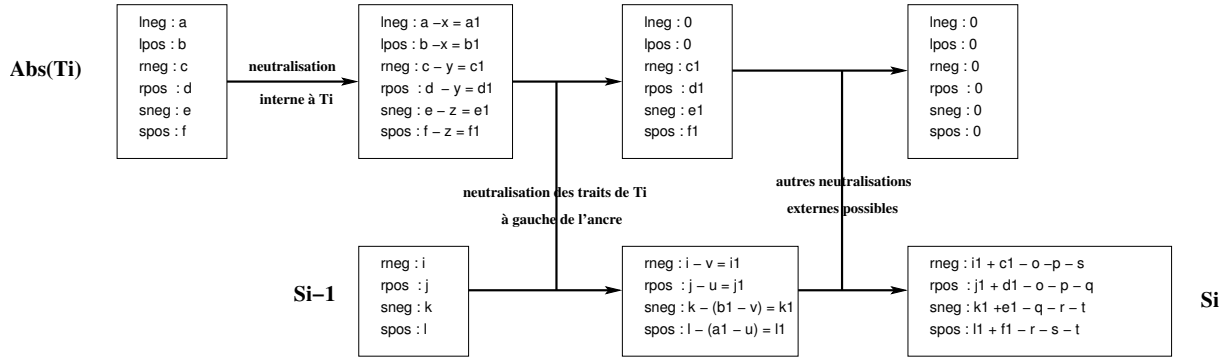 Abs(Ti)
lneg : a
lpos : b
rneg : c
rpos : d
sneg : e
spos : f
neutralisation
interne à Ti
lneg : a −x = a1
lpos : b −x = b1
rneg : c − y = c1
rpos : d − y = d1
sneg : e − z = e1
spos : f − z = f1
lneg : 0
lpos : 0
rneg : c1
rpos : d1
sneg : e1
spos : f1
lneg : 0
lpos : 0
rneg : 0
rpos : 0
sneg : 0
spos : 0
neutralisation des traits de Ti
à gauche de l'ancre
autres neutralisations
externes possibles
Si−1
rneg : i
rpos : j
sneg : k
spos : l
rneg : i − v = i1
rpos : j − u = j1
sneg : k − (b1 − v) = k1
spos : l − (a1 − u) = l1
rneg : i1 + c1 − o −p − s
rpos : j1 + d1 − o − p − q
sneg : k1 +e1 − q − r − t
spos : l1 + f1 − r − s − t
Si